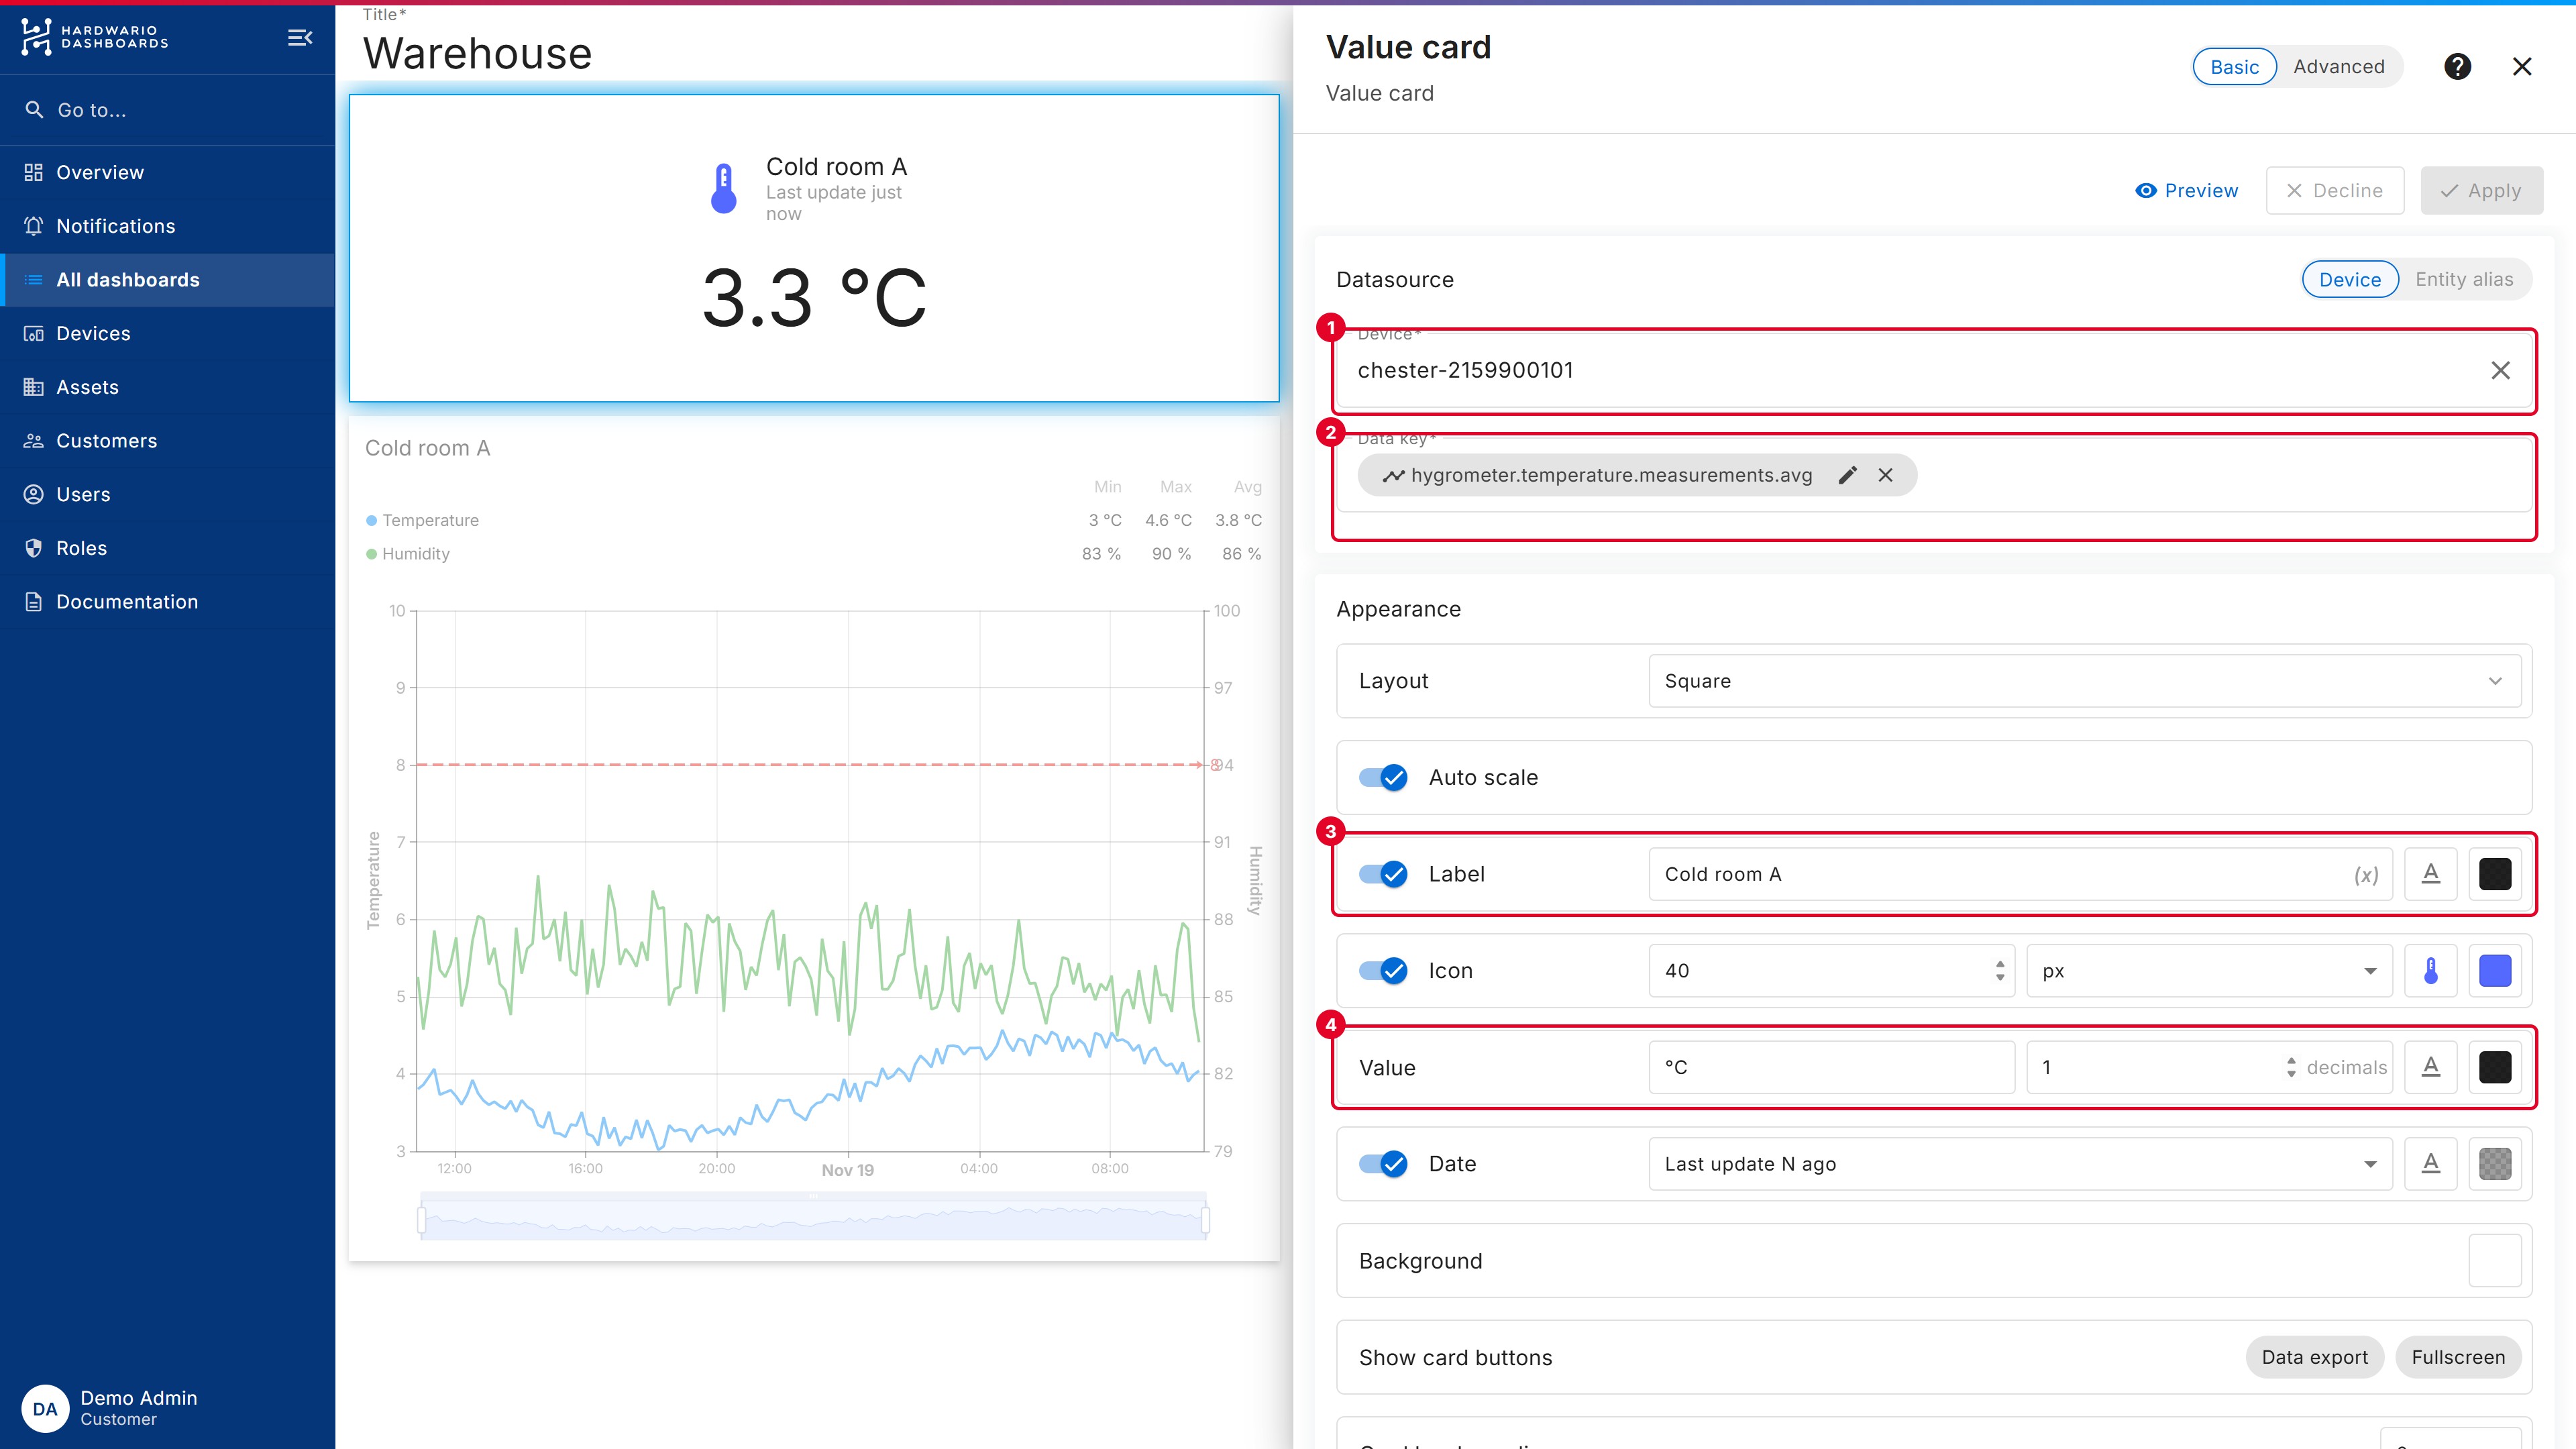 HARDWARIO
DASHBOARDS
Go to...
Overview
Notifications
All dashboards
Devices
Assets
Customers
Users
Roles
Documentation
DA
Demo Admin
Customer
Title*
Warehouse
Cold room A
Last update just
now
3.3 °C
Cold room A
Min Max Avg
Temperature 3 °C 4.6 °C 3.8 °C
Humidity 83 % 90 % 86 %
10 100
9 97
8 8 94
7 91
6 88
5 85
4 82
3 79
Temperature
Humidity
12:00 16:00 20:00 Nov 19 04:00 08:00
Value card
Value card
Basic Advanced
Preview Decline Apply
Datasource
Device Entity alias
1
Device*
chester-2159900101
2
Data key*
hygrometer.temperature.measurements.avg
Appearance
Layout Square
Auto scale
3
Label Cold room A (x) A
Icon 40 px
4
Value °C 1 decimals A
Date Last update N ago A
Background
Show card buttons Data export Fullscreen